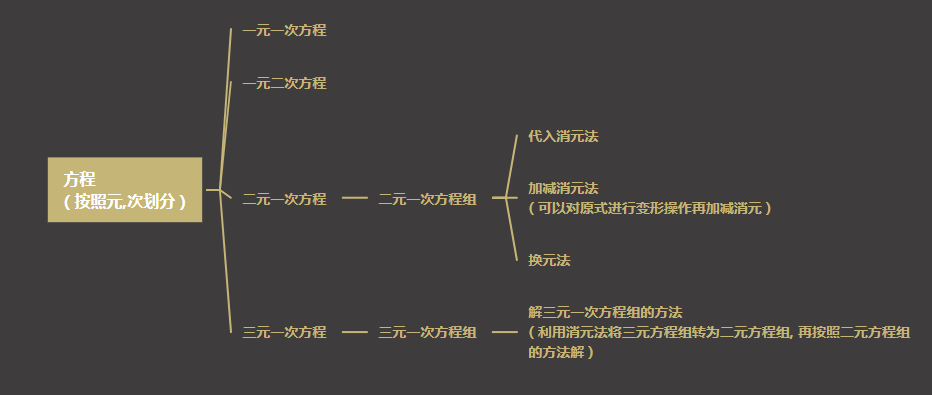 一元一次方程
一元二次方程
方程
（按照元,次划分）
二元一次方程
二元一次方程组
代入消元法
加减消元法
（可以对原式进行变形操作再加减消元）
换元法
三元一次方程
三元一次方程组
解三元一次方程组的方法
（利用消元法将三元方程组转为二元方程组, 再按照二元方程组
的方法解）